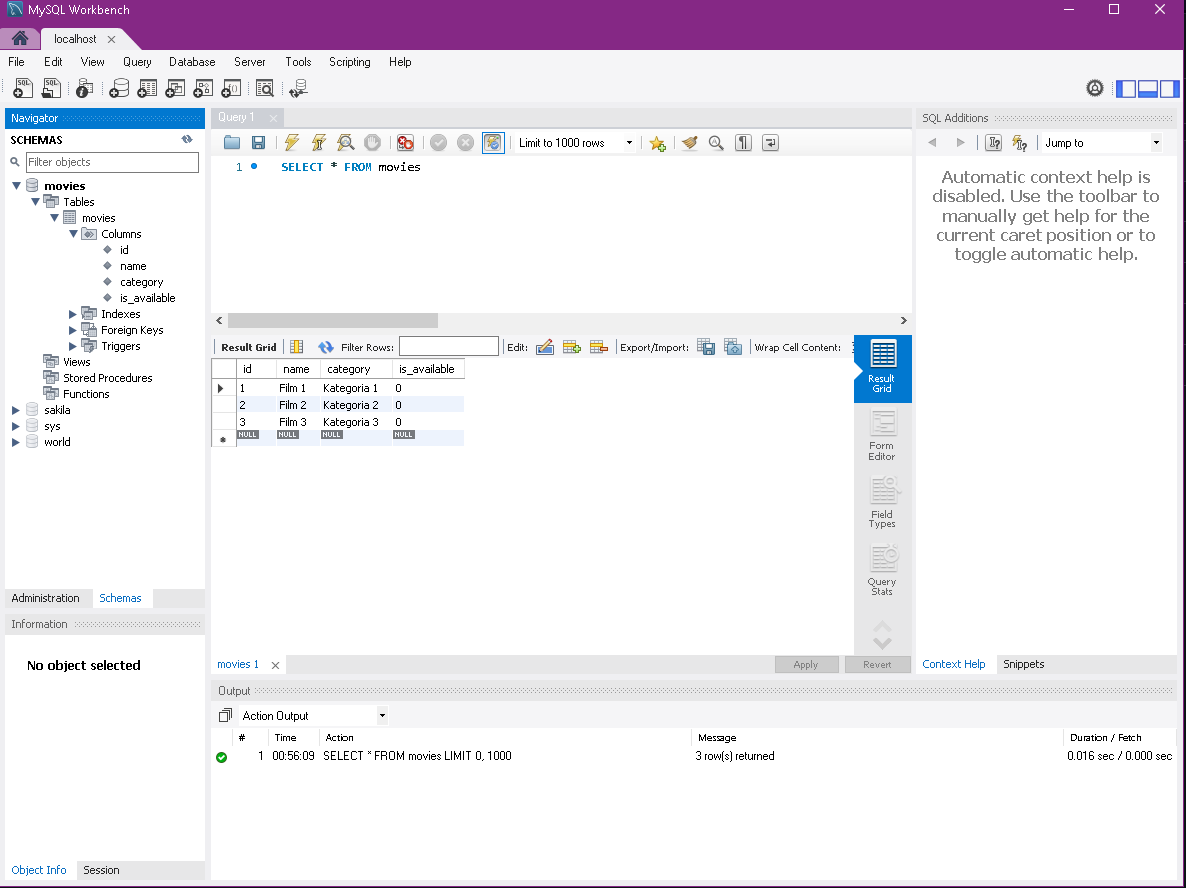 MySQL Workbench
localhost
File Edit View Query Database Server Tools Scripting Help
Navigator
SCHEMAS
Filter objects
movies
Tables
movies
Columns
id
name
category
is_available
Indexes
Foreign Keys
Triggers
Views
Stored Procedures
Functions
sakila
sys
world
Administration Schemas
Information
No object selected
Object Info Session
Query 1
Limit to 1000 rows
1 SELECT * FROM movies
Result Grid Filter Rows: Edit: Export/Import: Wrap Cell Content:
id name category is_available
1 Film 1 Kategoria 1 0
2 Film 2 Kategoria 2 0
3 Film 3 Kategoria 3 0
NULL NULL NULL NULL
Result
Grid
Form
Editor
Field
Types
Query
Stats
movies 1 Apply Revert
SQL Additions
Jump to
Automatic context help is
disabled. Use the toolbar to
manually get help for the
current caret position or to
toggle automatic help.
Context Help Snippets
Output
Action Output
# Time Action Message Duration / Fetch
1 00:56:09 SELECT * FROM movies LIMIT 0, 1000 3 row(s) returned 0.016 sec / 0.000 sec